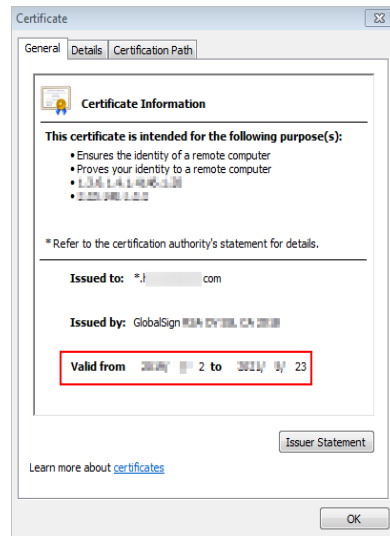 Certificate
General Details Certification Path
Certificate Information
This certificate is intended for the following purpose(s):
• Ensures the identity of a remote computer
• Proves your identity to a remote computer
•
•
* Refer to the certification authority's statement for details.
Issued to: *. com
Issued by: GlobalSign
Valid from 2 to 23
Issuer Statement
Learn more about certificates
OK